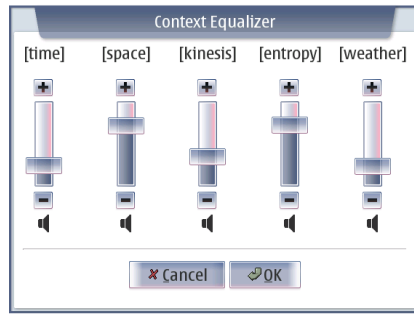 Context Equalizer
[time] [space] [kinesis] [entropy] [weather]
Cancel OK